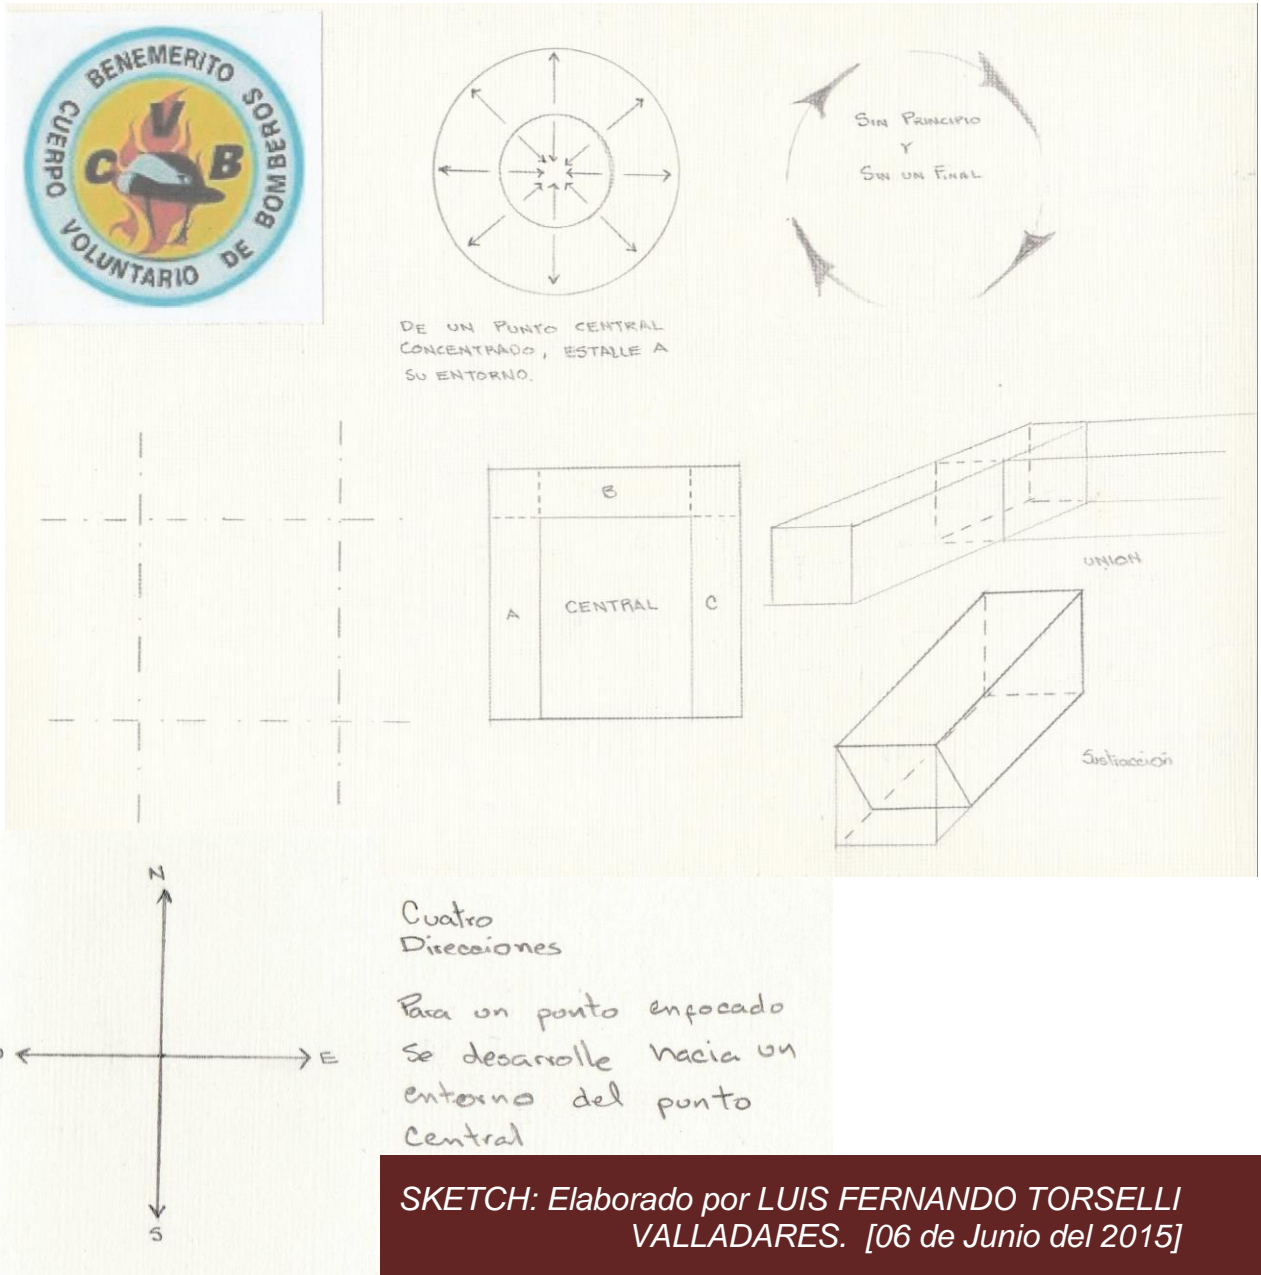 BENEMERITO
CUERPO VOLUNTARIO DE BOMBEROS
V
C B
SIN PRINCIPIO
Y
SIN UN FINAL
DE UN PUNTO CENTRAL
CONCENTRADO, ESTALLE A
SU ENTORNO.
B
A CENTRAL C
UNION
Sustraccion
N
O E
S
Cuatro
Direcciones
Para un punto enfocado
se desarrolle hacia un
entorno del punto
Central
SKETCH: Elaborado por LUIS FERNANDO TORSELLI
VALLADARES. [06 de Junio del 2015]